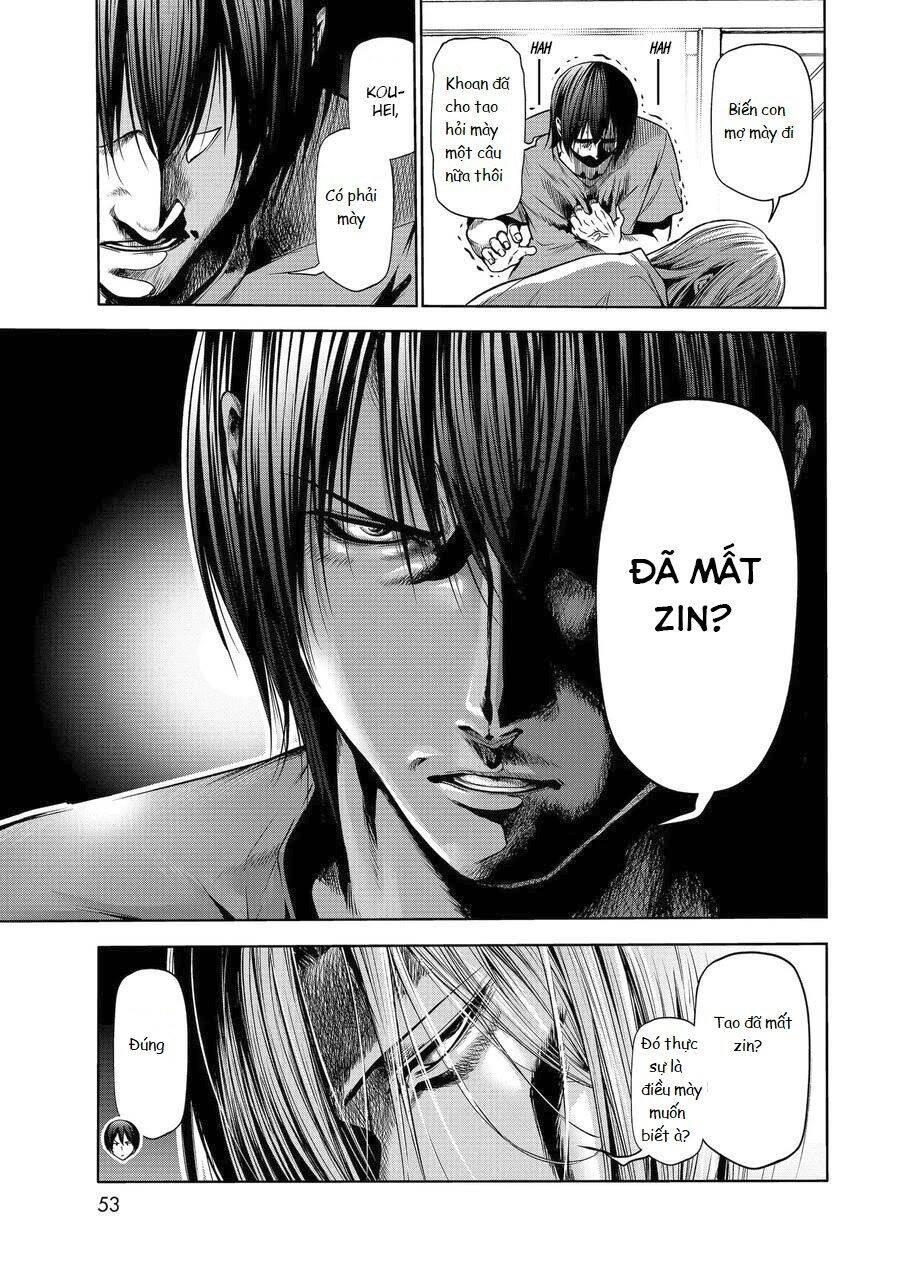 Biến con
mợ mày đi
HAH
HAH
Khoan đã
cho tao
hỏi mày
một câu
nữa thôi
KOU-
HEI,
Có phải
mày
ĐÃ MẤT
ZIN?
Tao đã mất
zin?
Đó thực
sự là
điều mày
muốn
biết à?
Đúng
53